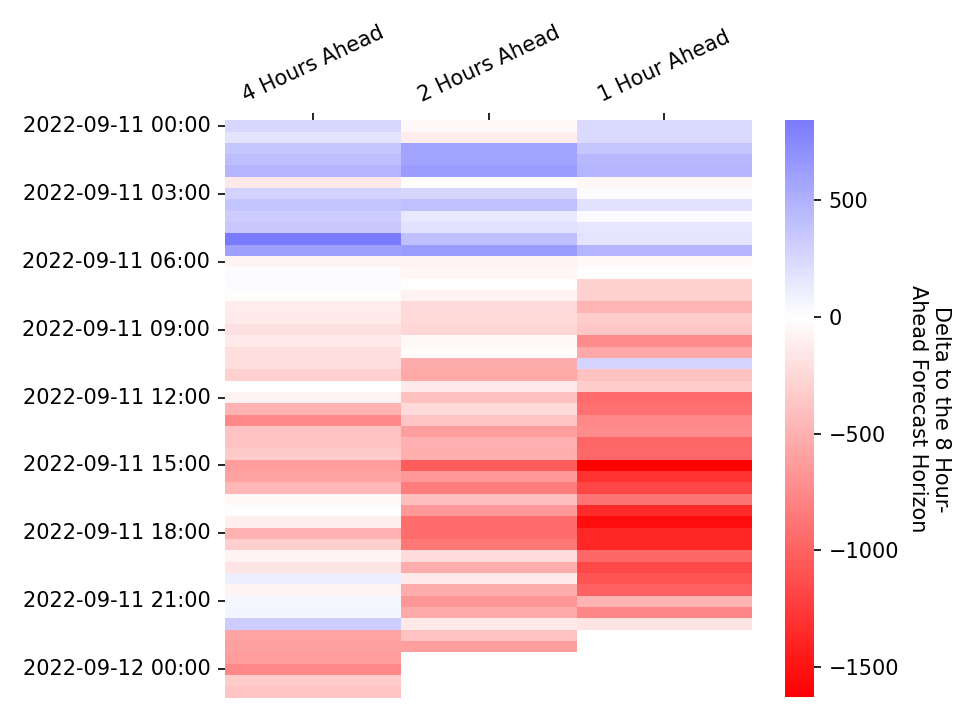 4 Hours Ahead
2 Hours Ahead
1 Hour Ahead
2022-09-11 00:00
2022-09-11 03:00
2022-09-11 06:00
2022-09-11 09:00
2022-09-11 12:00
2022-09-11 15:00
2022-09-11 18:00
2022-09-11 21:00
2022-09-12 00:00
500
0
−500
−1000
−1500
Delta to the 8 Hour-
Ahead Forecast Horizon